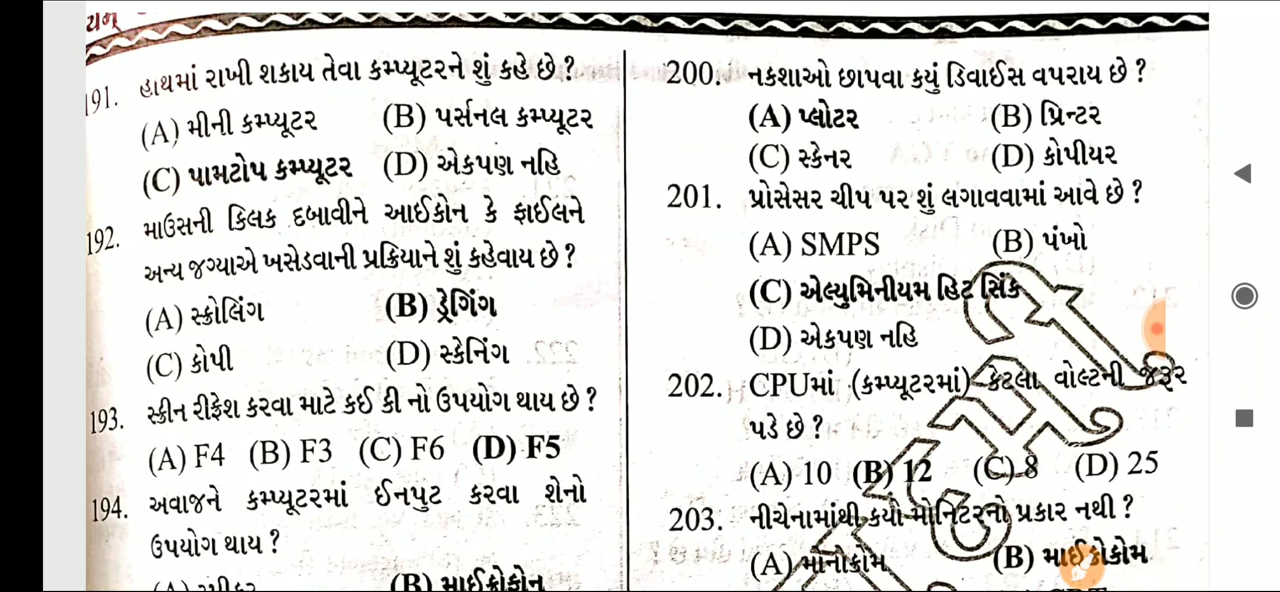 191. હાથમાં રાખી શકાય તેવા કમ્પ્યૂટરને શું કહે છે ?
(A) મીની કમ્પ્યૂટર (B) પર્સનલ કમ્પ્યૂટર
(C) પામટોપ કમ્પ્યૂટર (D) એકપણ નહિ
192. માઉસની ક્લિક દબાવીને આઈકોન કે ફાઈલને
અન્ય જગ્યાએ ખસેડવાની પ્રક્રિયાને શું કહેવાય છે ?
(A) સ્ક્રોલિંગ (B) ડ્રેગિંગ
(C) કોપી (D) સ્કેનિંગ
193. સ્ક્રીન રીફ્રેશ કરવા માટે કઈ કી નો ઉપયોગ થાય છે ?
(A) F4 (B) F3 (C) F6 (D) F5
194. અવાજને કમ્પ્યૂટરમાં ઈનપુટ કરવા શેનો
ઉપયોગ થાય ?
(A) સ્પીકર (B) માઈક્રોફોન
200. નકશાઓ છાપવા કયું ડિવાઈસ વપરાય છે ?
(A) પ્લોટર (B) પ્રિન્ટર
(C) સ્કેનર (D) કોપીયર
201. પ્રોસેસર ચીપ પર શું લગાવવામાં આવે છે ?
(A) SMPS (B) પંખો
(C) એલ્યુમિનીયમ હિટ સિંક
(D) એકપણ નહિ
202. CPUમાં (કમ્પ્યૂટરમાં) કેટલા વોલ્ટની જરૂર
પડે છે ?
(A) 10 (B) 12 (C) 8 (D) 25
203. નીચેનામાંથી કયો મોનિટરનો પ્રકાર નથી ?
(A) મોનોક્રોમ (B) માઈક્રોક્રોમ